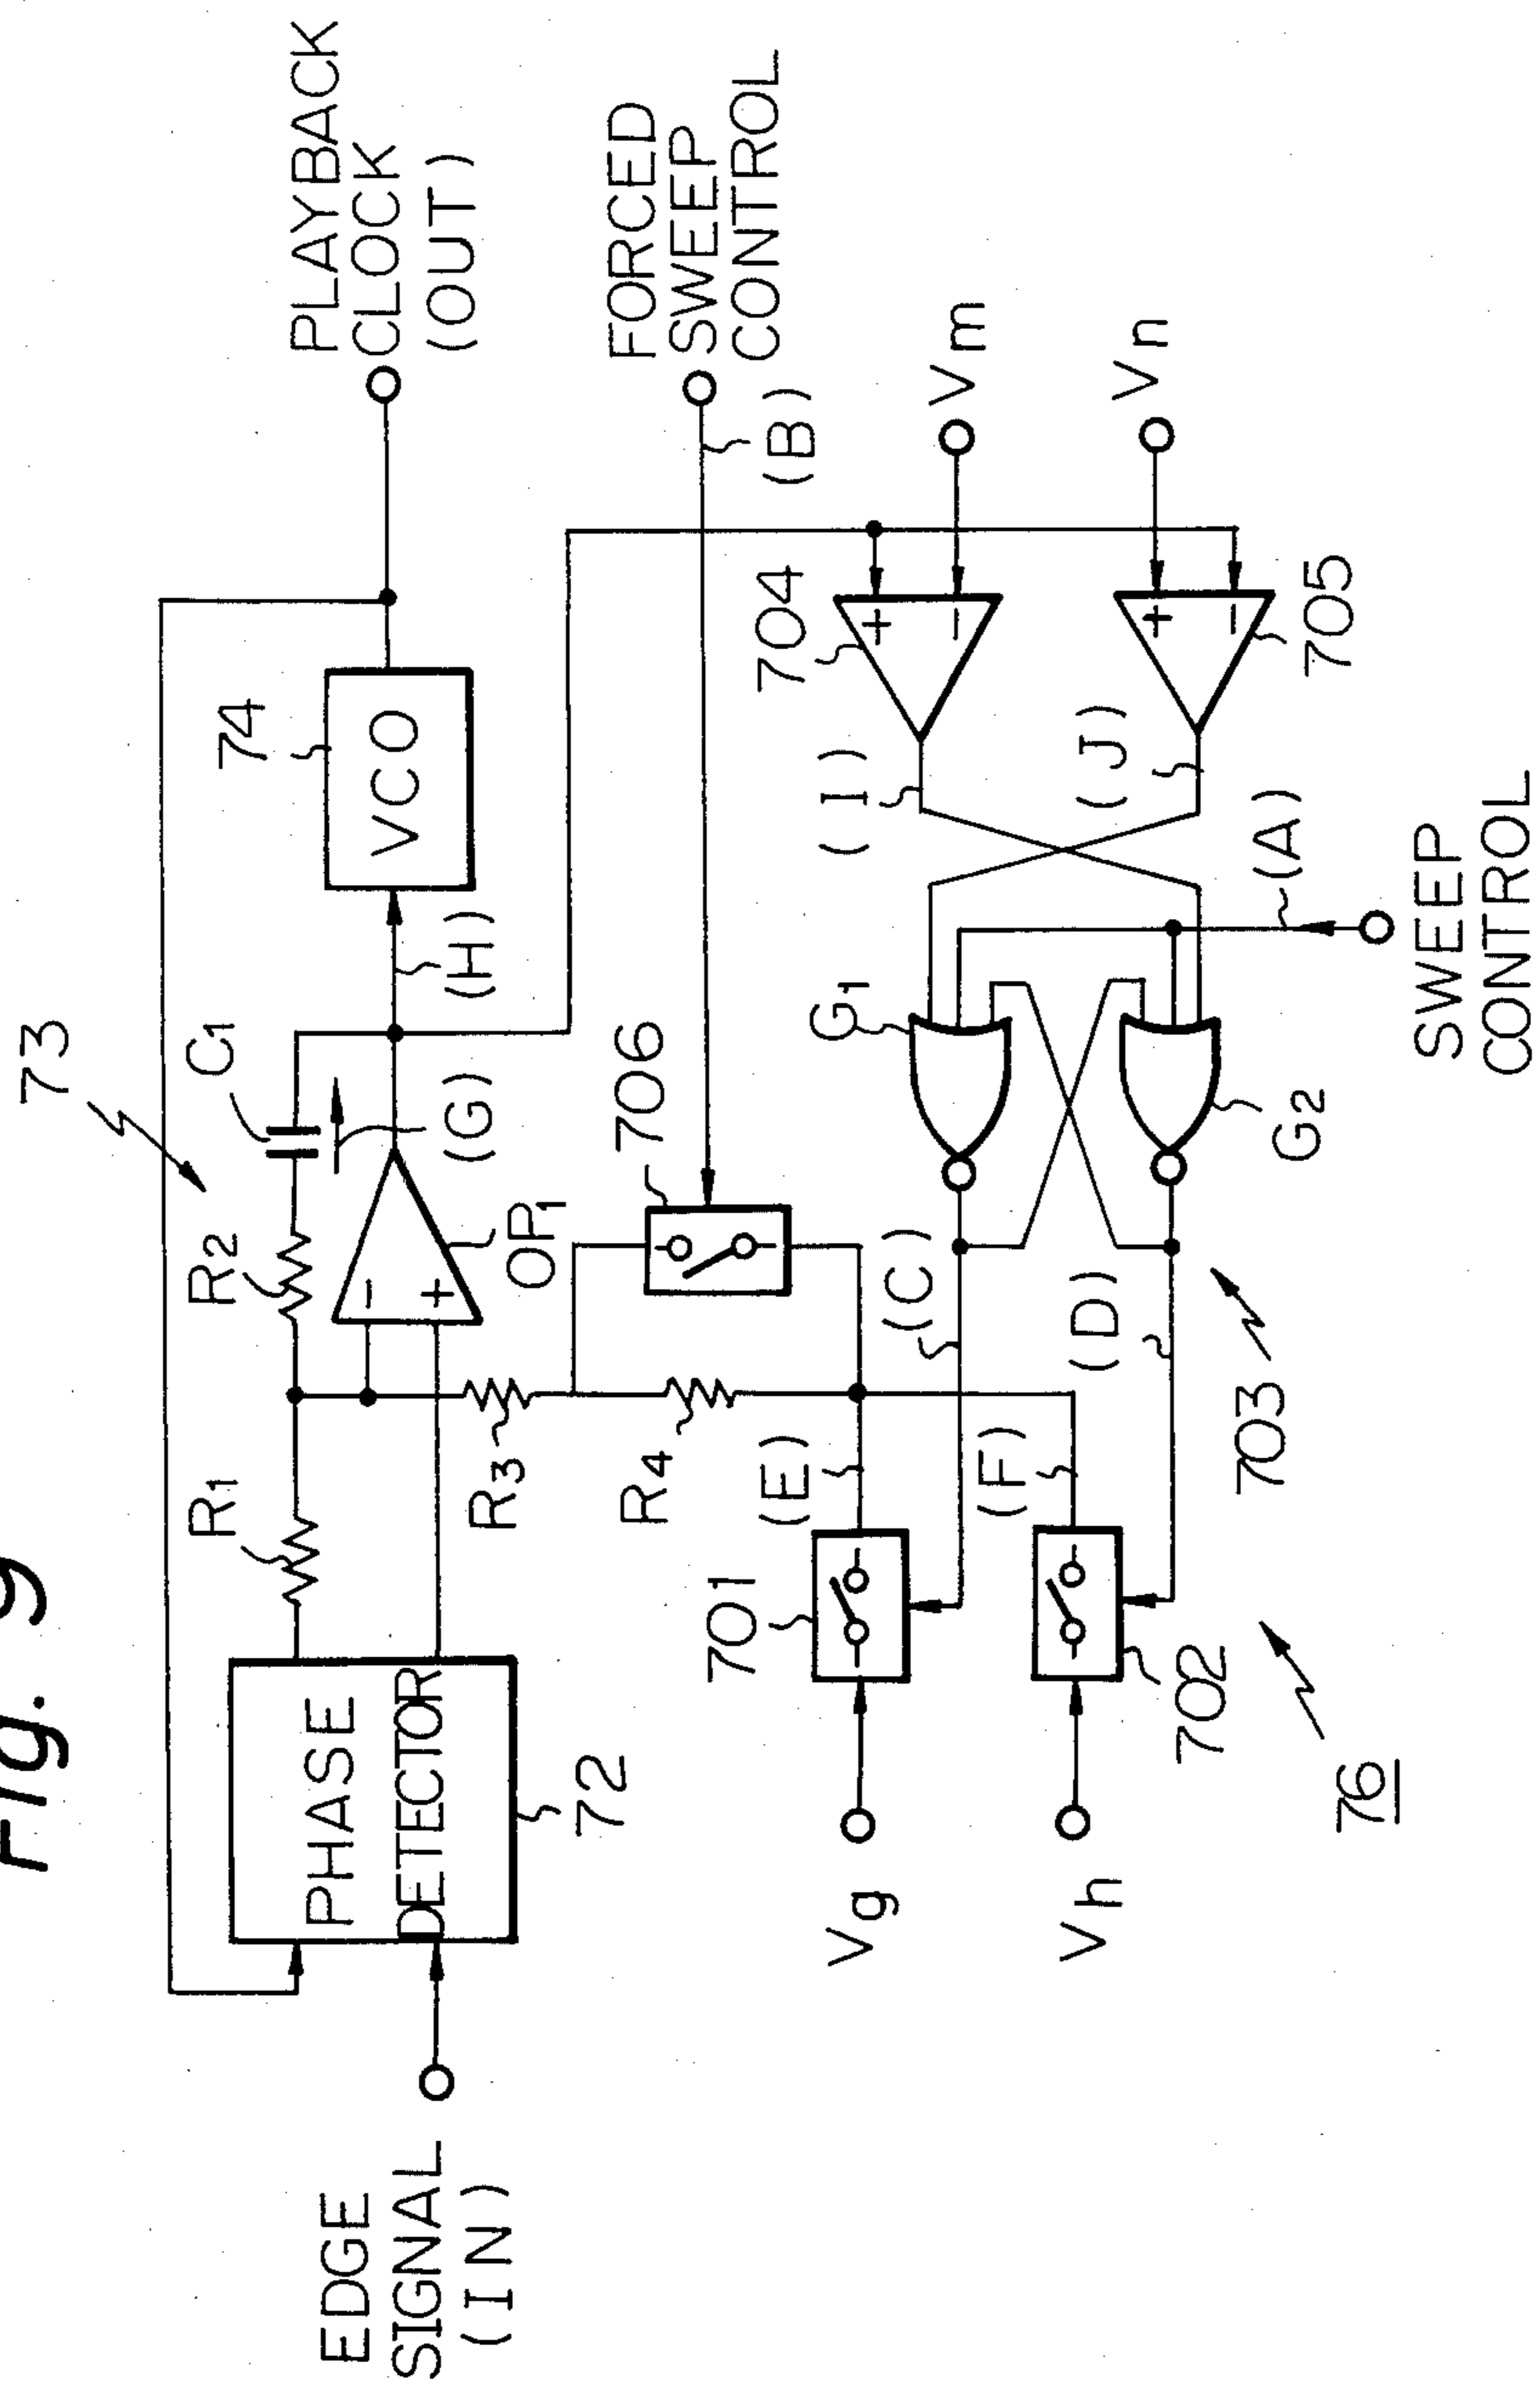 Fig. 9
73
PLAYBACK
CLOCK
(OUT)
R1
R2
C1
74
VCO
(H)
(G)
PHASE
DETECTOR
72
EDGE
SIGNAL
(IN)
OP1
R3
R4
706
FORCED
SWEEP
CONTROL
(B)
701
(E)
(C)
G1
(I)
704
Vm
Vg
Vh
702
(F)
(D)
G2
(J)
705
Vn
(A)
703
76
SWEEP
CONTROL
+
−
+
−
−
+